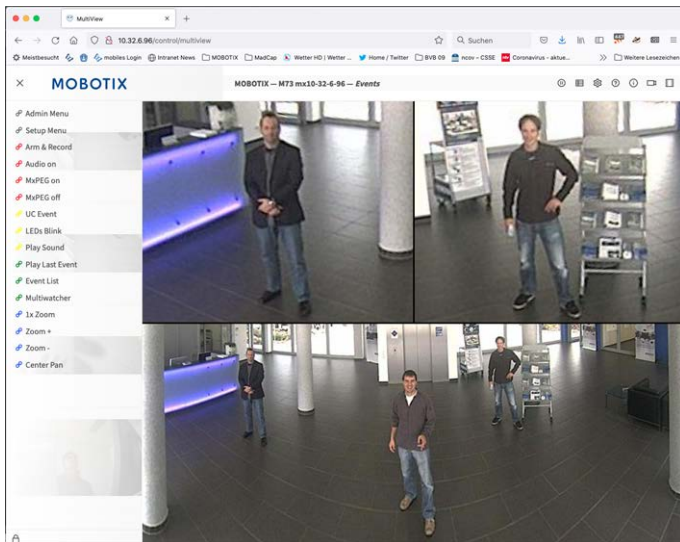 MultiView
10.32.6.96/control/multiview
Suchen
Meistbesucht
mobiles Login
Intranet News
MOBOTIX
MadCap
Wetter HD | Wetter ...
Home / Twitter
BVB 09
ncov – CSSE
Coronavirus - aktue...
Weitere Lesezeichen
MOBOTIX
MOBOTIX — M73 mx10-32-6-96 — Events
Admin Menu
Setup Menu
Arm & Record
Audio on
MxPEG on
MxPEG off
UC Event
LEDs Blink
Play Sound
Play Last Event
Event List
Multiwatcher
1x Zoom
Zoom +
Zoom -
Center Pan